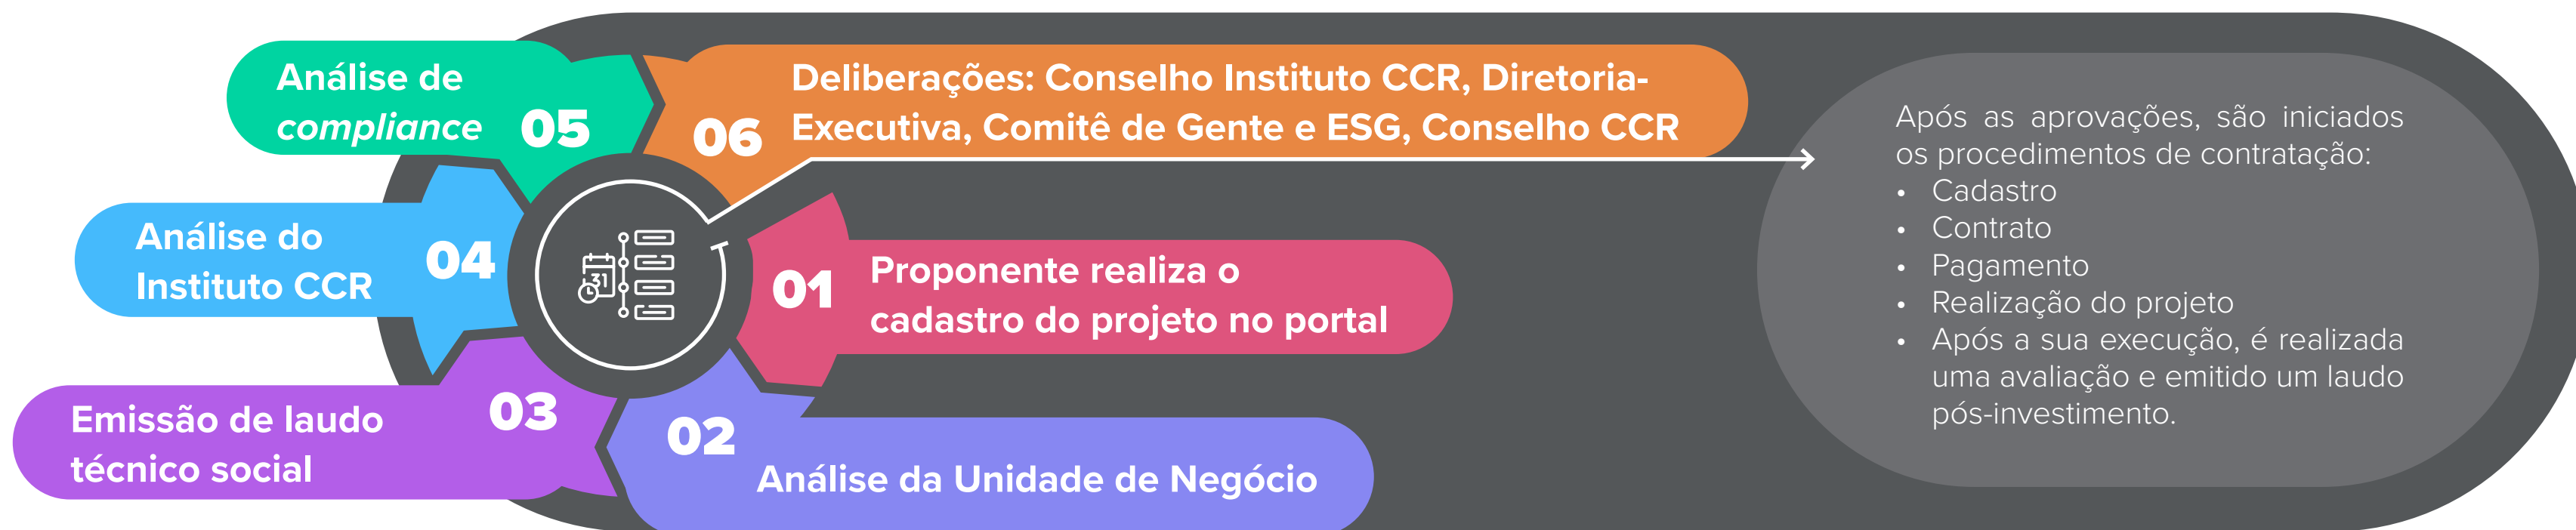 01
Proponente realiza o
cadastro do projeto no portal
02
Análise da Unidade de Negócio
03
Emissão de laudo
técnico social
04
Análise do
Instituto CCR
05
Análise de
compliance
06
Deliberações: Conselho Instituto CCR, Diretoria-
Executiva, Comitê de Gente e ESG, Conselho CCR
31
Após as aprovações, são iniciados
os procedimentos de contratação:
• Cadastro
• Contrato
• Pagamento
• Realização do projeto
• Após a sua execução, é realizada
uma avaliação e emitido um laudo
pós-investimento.